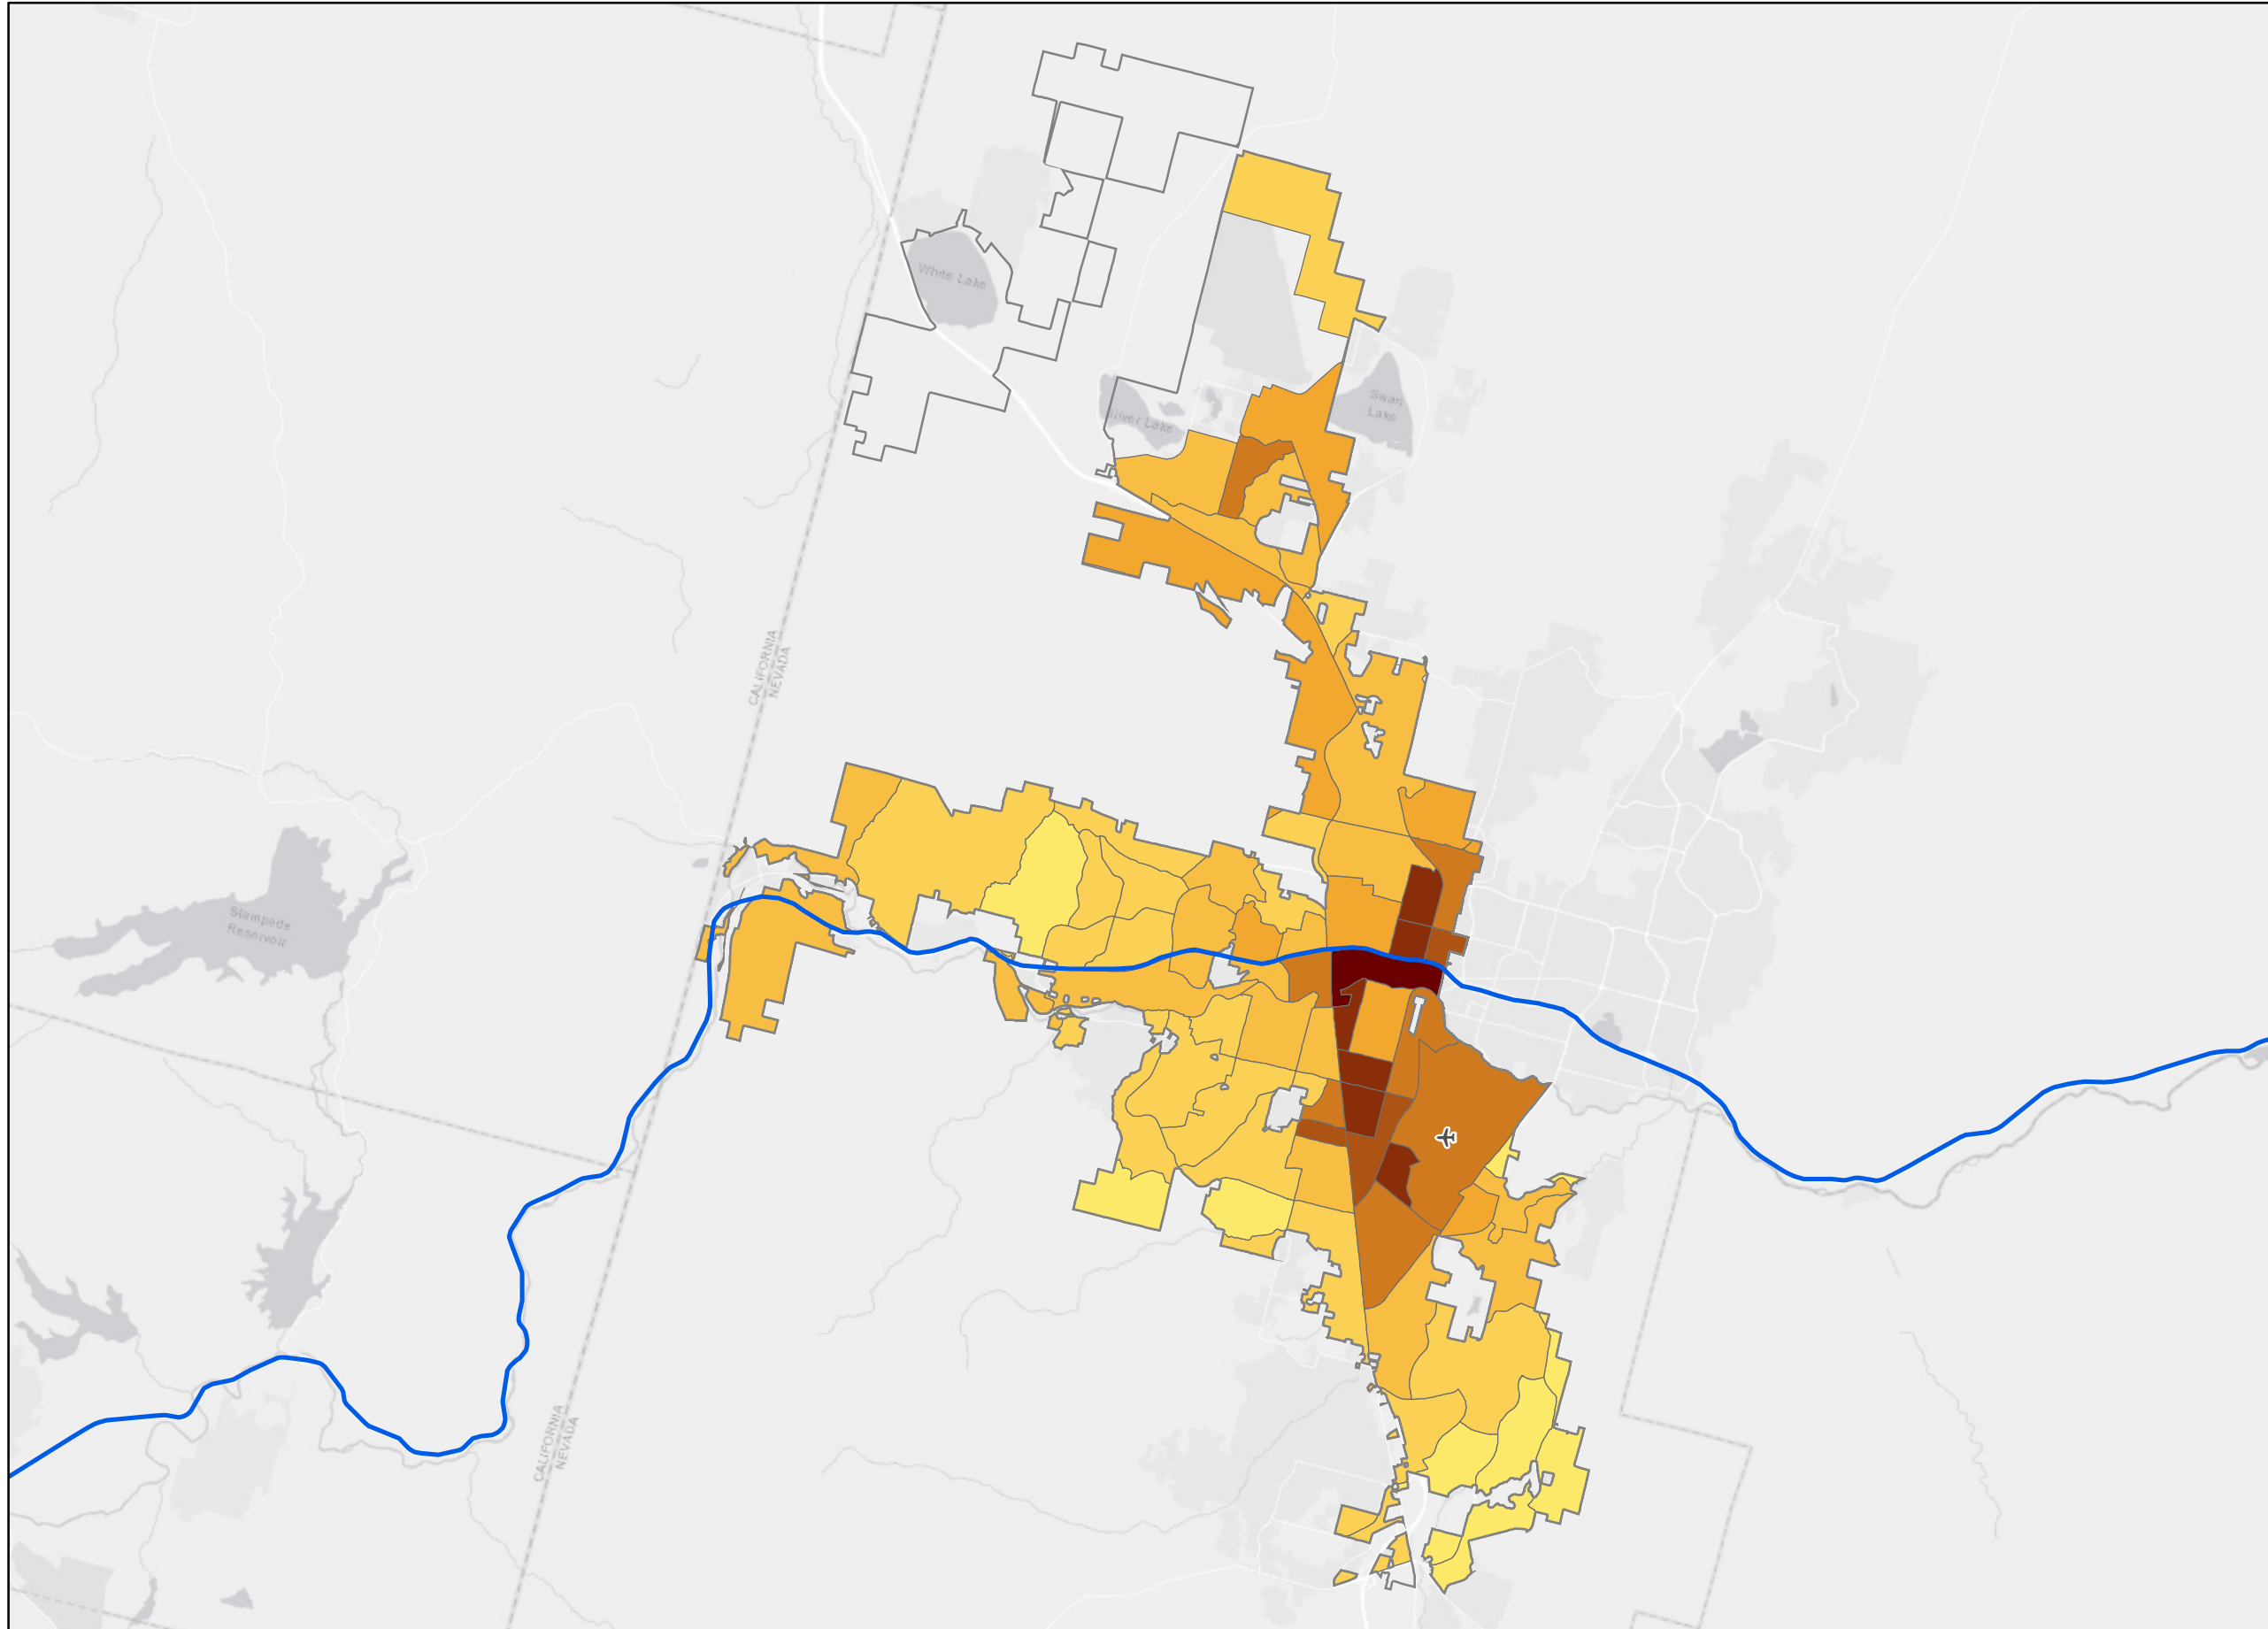 White Lake
Swan
Lake
Silver Lake
CALIFORNIA
NEVADA
Stampede
Reservoir
CALIFORNIA
NEVADA